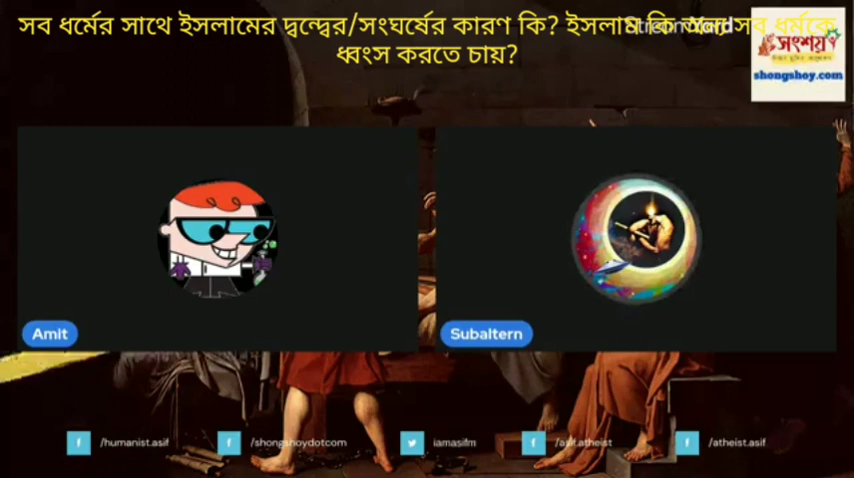 সব ধর্মের সাথে ইসলামের দ্বন্দ্বের/সংঘর্ষের কারণ কি? ইসলাম কি অন্য সব ধর্মকে
ধ্বংস করতে চায়?
সংশয়
shongshoy.com
Amit
Subaltern
/humanist.asif
/shongshoydotcom
iamasifm
/asif.atheist
/atheist.asif